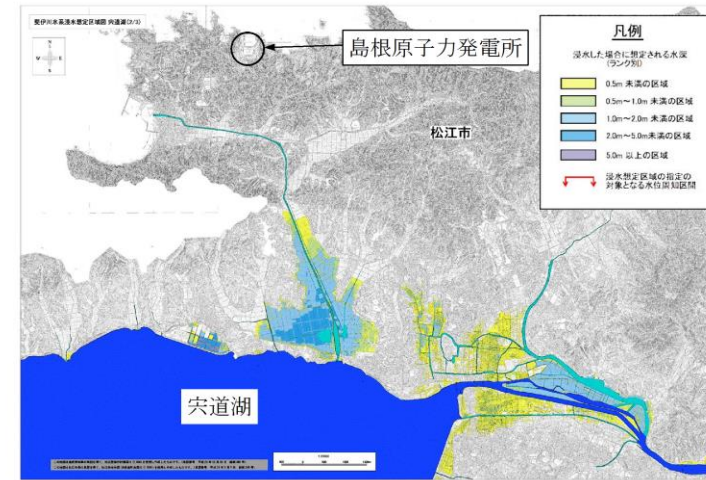 斐伊川水系浸水想定区域図 宍道湖(2/3)
N
W
E
S
島根原子力発電所
松江市
宍道湖
凡例
浸水した場合に想定される水深
(ランク別)
0.5m 未満の区域
0.5m～1.0m 未満の区域
1.0m～2.0m 未満の区域
2.0m～5.0m未満の区域
5.0m 以上の区域
浸水想定区域の指定の
対象となる水位周知区間